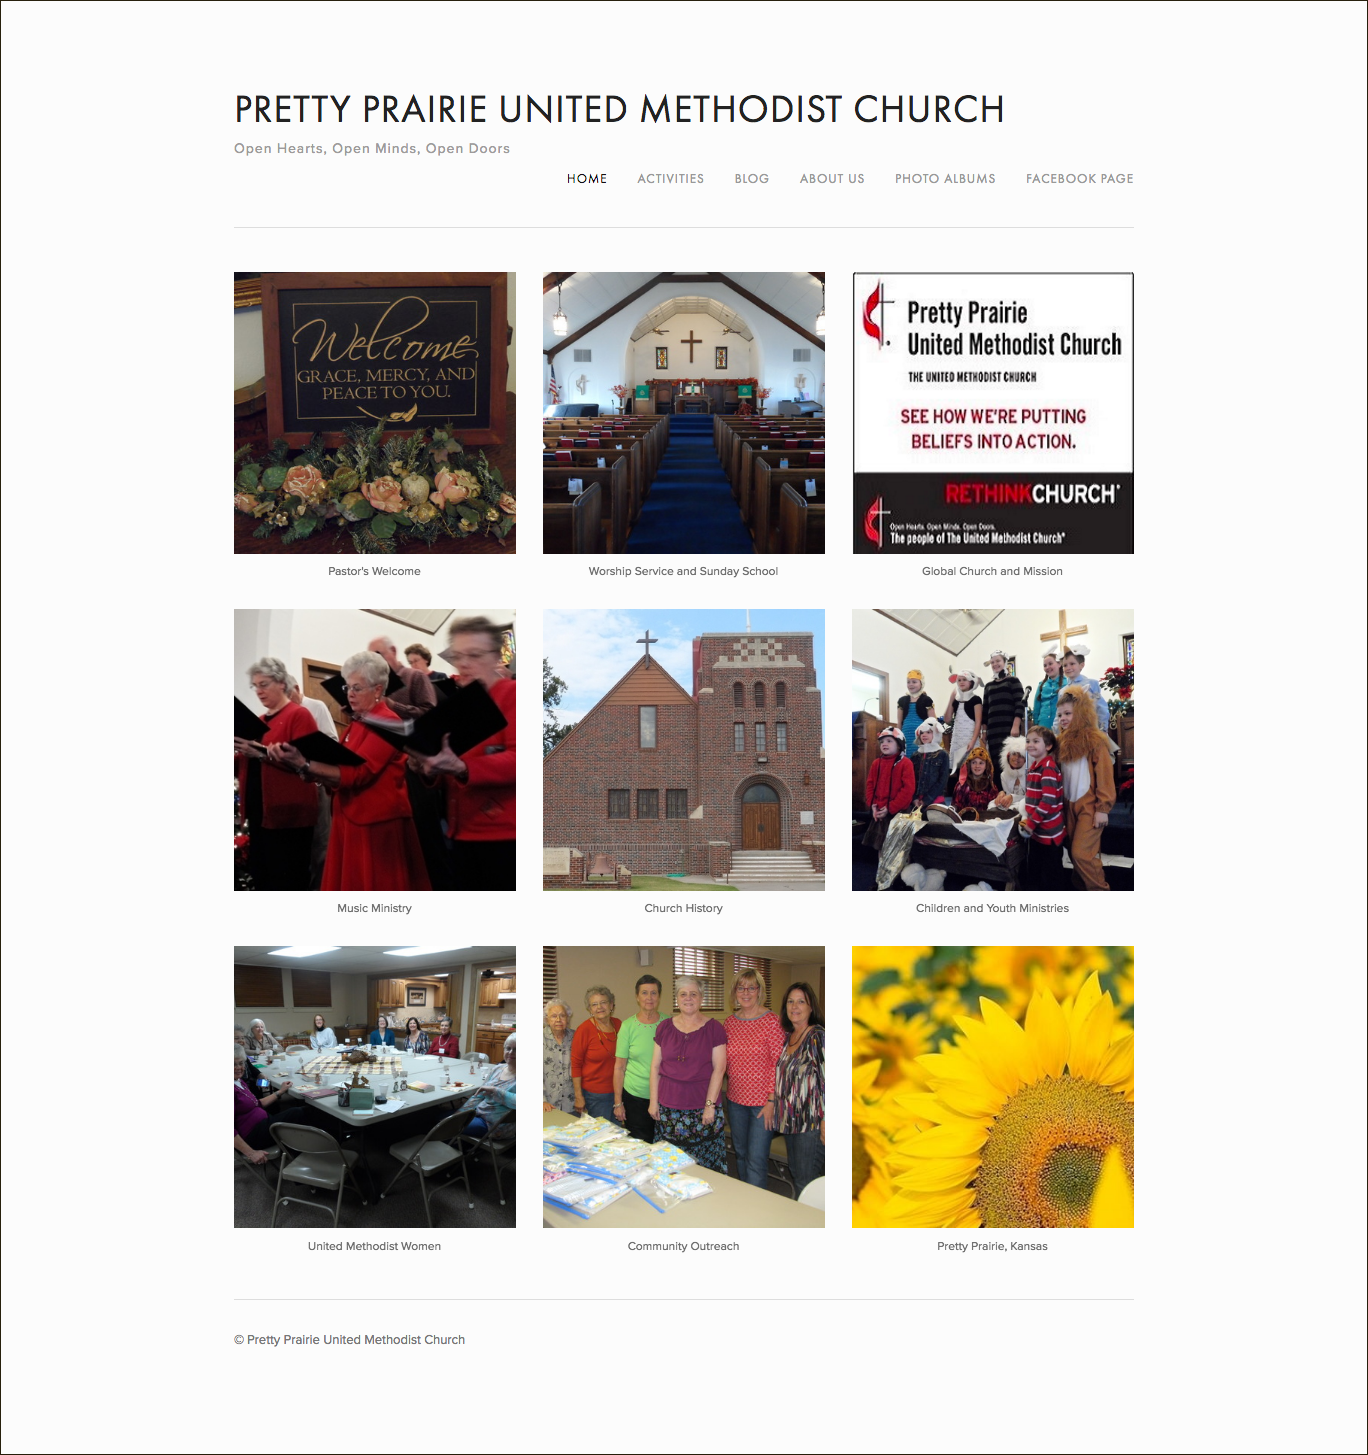 PRETTY PRAIRIE UNITED METHODIST CHURCH
Open Hearts, Open Minds, Open Doors
HOME ACTIVITIES BLOG ABOUT US PHOTO ALBUMS FACEBOOK PAGE
Welcome
GRACE, MERCY, AND
PEACE TO YOU.
Pretty Prairie
United Methodist Church
THE UNITED METHODIST CHURCH
SEE HOW WE'RE PUTTING
BELIEFS INTO ACTION.
RETHINKCHURCH
Open Hearts. Open Minds. Open Doors.
The people of The United Methodist Church®
Pastor's Welcome
Worship Service and Sunday School
Global Church and Mission
Music Ministry
Church History
Children and Youth Ministries
United Methodist Women
Community Outreach
Pretty Prairie, Kansas
© Pretty Prairie United Methodist Church